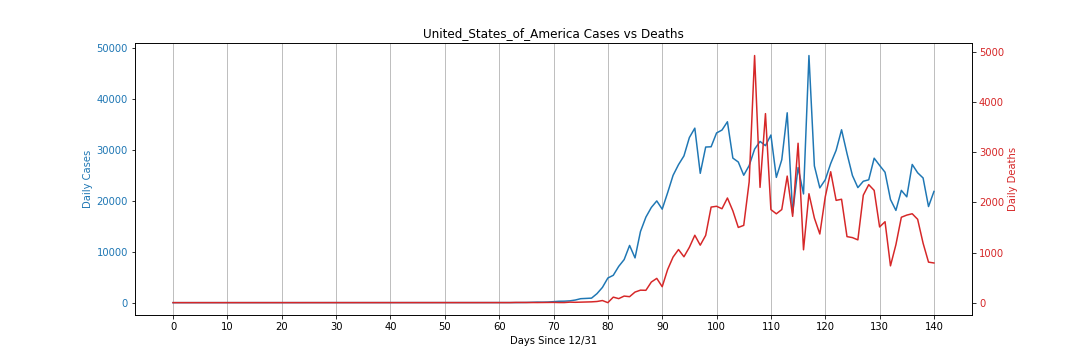 United_States_of_America Cases vs Deaths
50000
40000
30000
20000
10000
0
Daily Cases
5000
4000
3000
2000
1000
0
Daily Deaths
0 10 20 30 40 50 60 70 80 90 100 110 120 130 140
Days Since 12/31